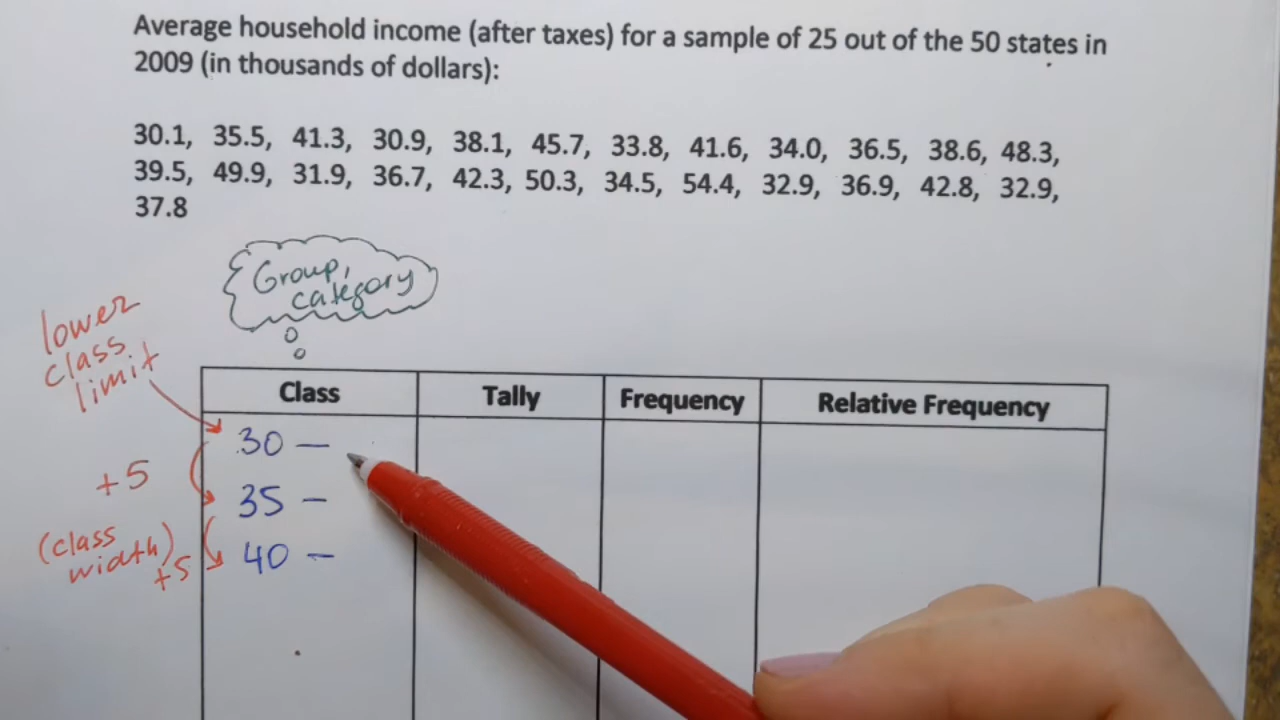 Average household income (after taxes) for a sample of 25 out of the 50 states in
2009 (in thousands of dollars):
30.1, 35.5, 41.3, 30.9, 38.1, 45.7, 33.8, 41.6, 34.0, 36.5, 38.6, 48.3,
39.5, 49.9, 31.9, 36.7, 42.3, 50.3, 34.5, 54.4, 32.9, 36.9, 42.8, 32.9,
37.8
Group,
category
lower
class
limit
Class Tally Frequency Relative Frequency
30 —
+5
35 –
(class
width)
+5
40 –